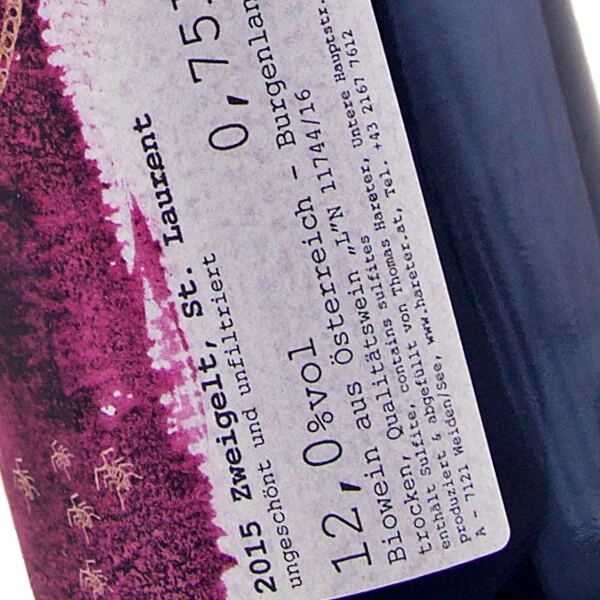 2015 Zweigelt, St. Laurent
ungeschönt und unfiltriert
12,0%vol 0,75
Biowein aus Österreich - Burgenlan
trocken, Qualitätswein „L“N 11744/16
enthält Sulfite, contains sulfites
produziert & abgefüllt von Thomas Hareter, Untere Hauptstr.
A - 7121 Weiden/See, www.hareter.at, Tel. +43 2167 7612